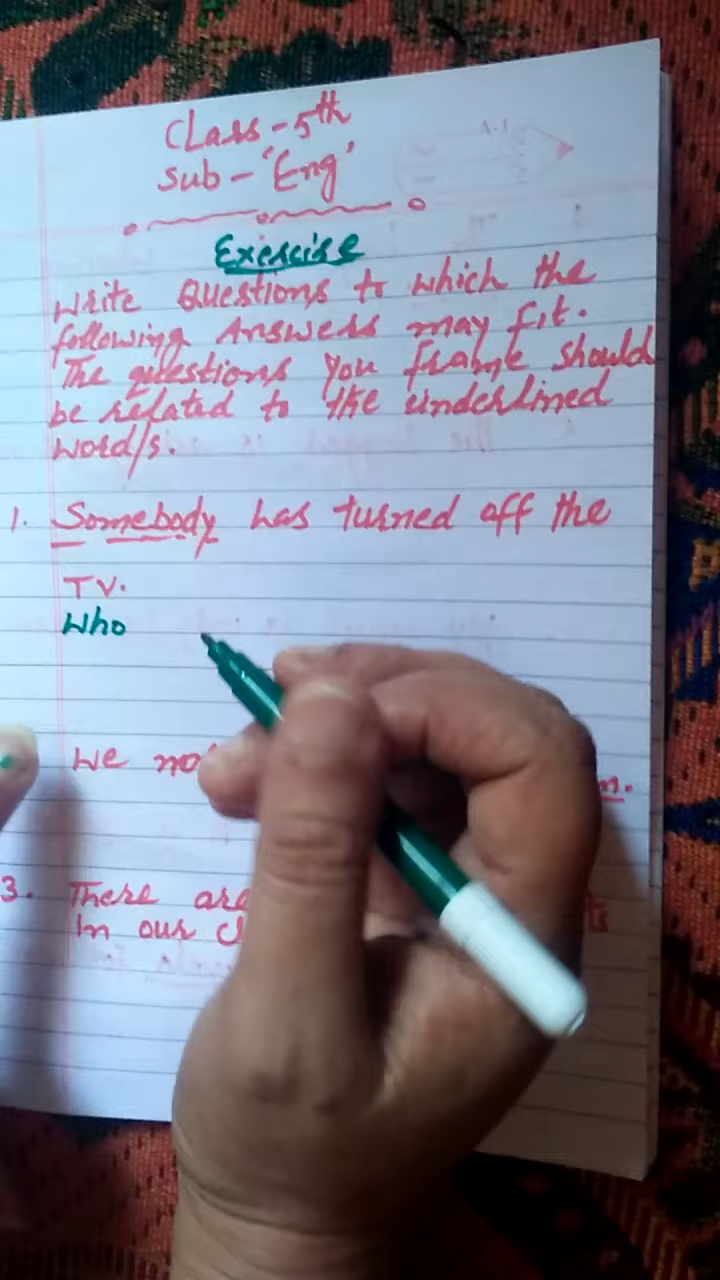 Class - 5th
Sub - 'Eng'
Exercise
Write Questions to which the
following Answers may fit.
The questions you frame should
be related to the underlined
word/s.
1. Somebody has turned off the
TV.
Who
We
3. There are
In our